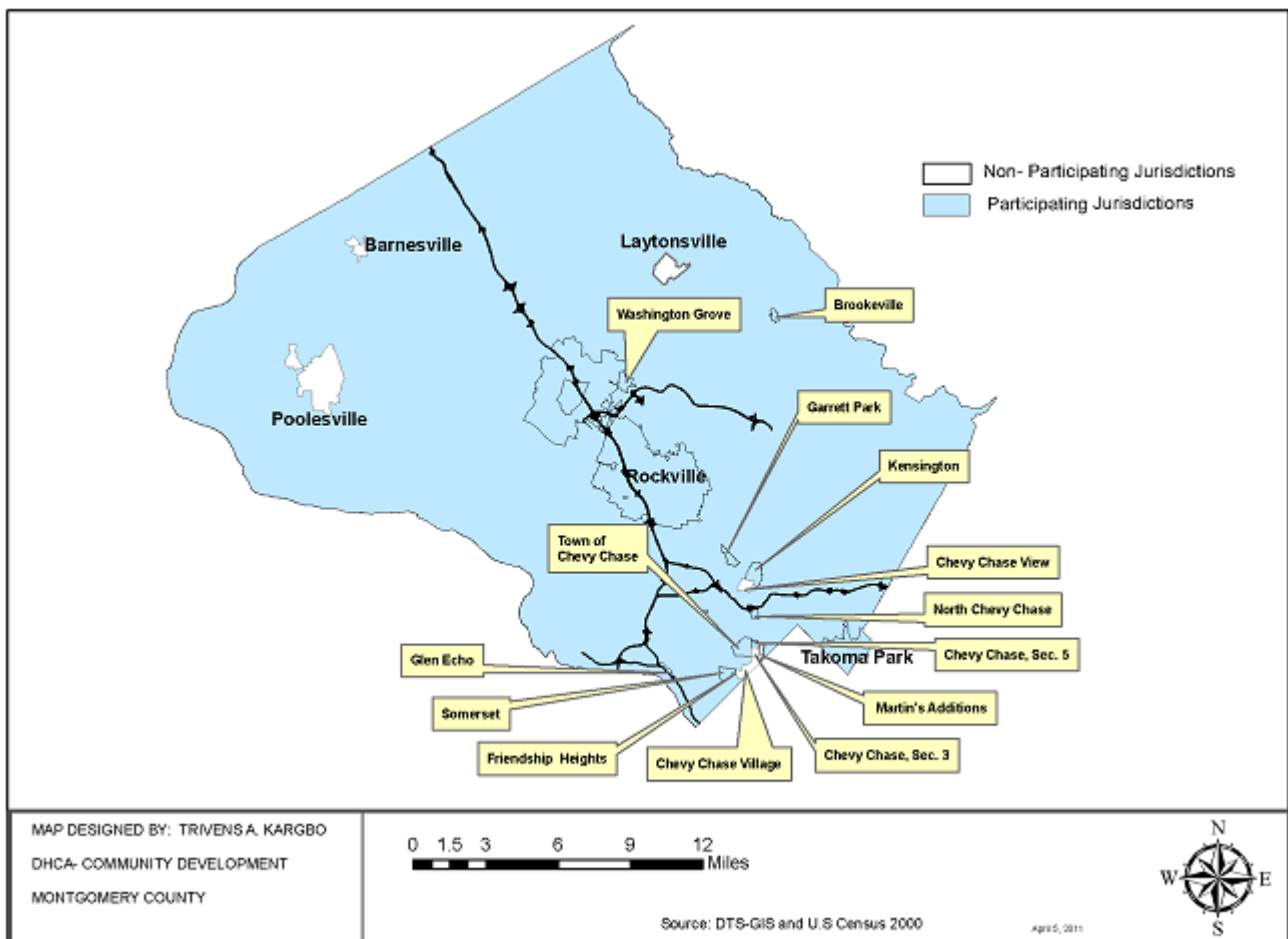 Non- Participating Jurisdictions
Participating Jurisdictions
Barnesville
Laytonsville
Washington Grove
Brookeville
Poolesville
Garrett Park
Rockville
Kensington
Town of
Chevy Chase
Chevy Chase View
North Chevy Chase
Takoma Park
Chevy Chase, Sec. 5
Glen Echo
Martin's Additions
Somerset
Friendship Heights
Chevy Chase Village
Chevy Chase, Sec. 3
MAP DESIGNED BY: TRIVENS A. KARGBO
DHCA- COMMUNITY DEVELOPMENT
MONTGOMERY COUNTY
0 1.5 3 6 9 12
Miles
Source: DTS-GIS and U.S Census 2000
April 5, 2011
N
W E
S